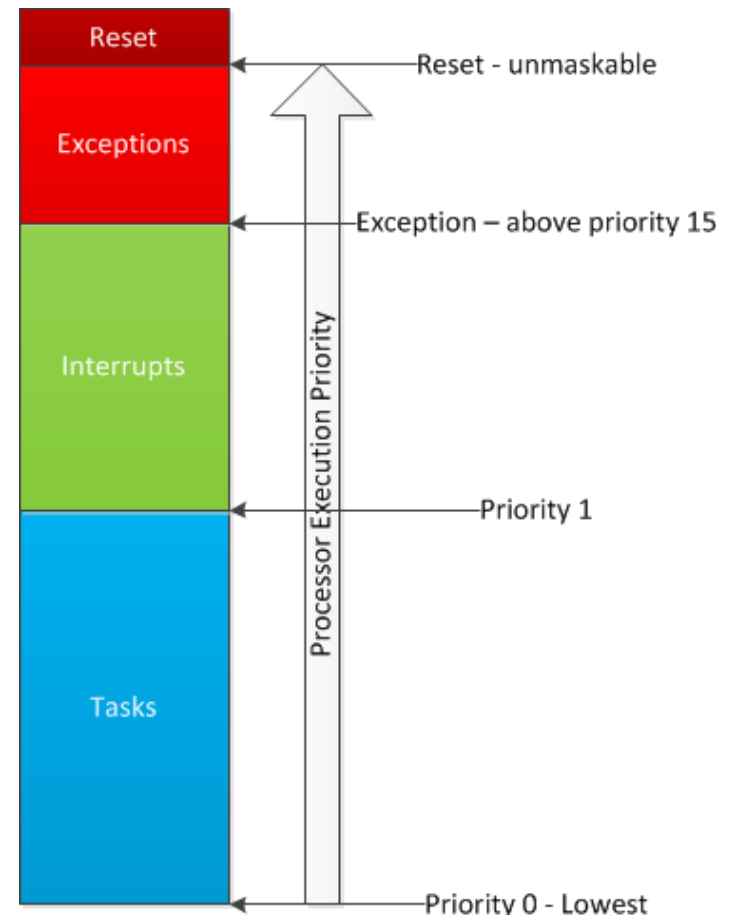 Reset
Reset - unmaskable
Exceptions
Exception – above priority 15
Interrupts
Processor Execution Priority
Priority 1
Tasks
Priority 0 - Lowest